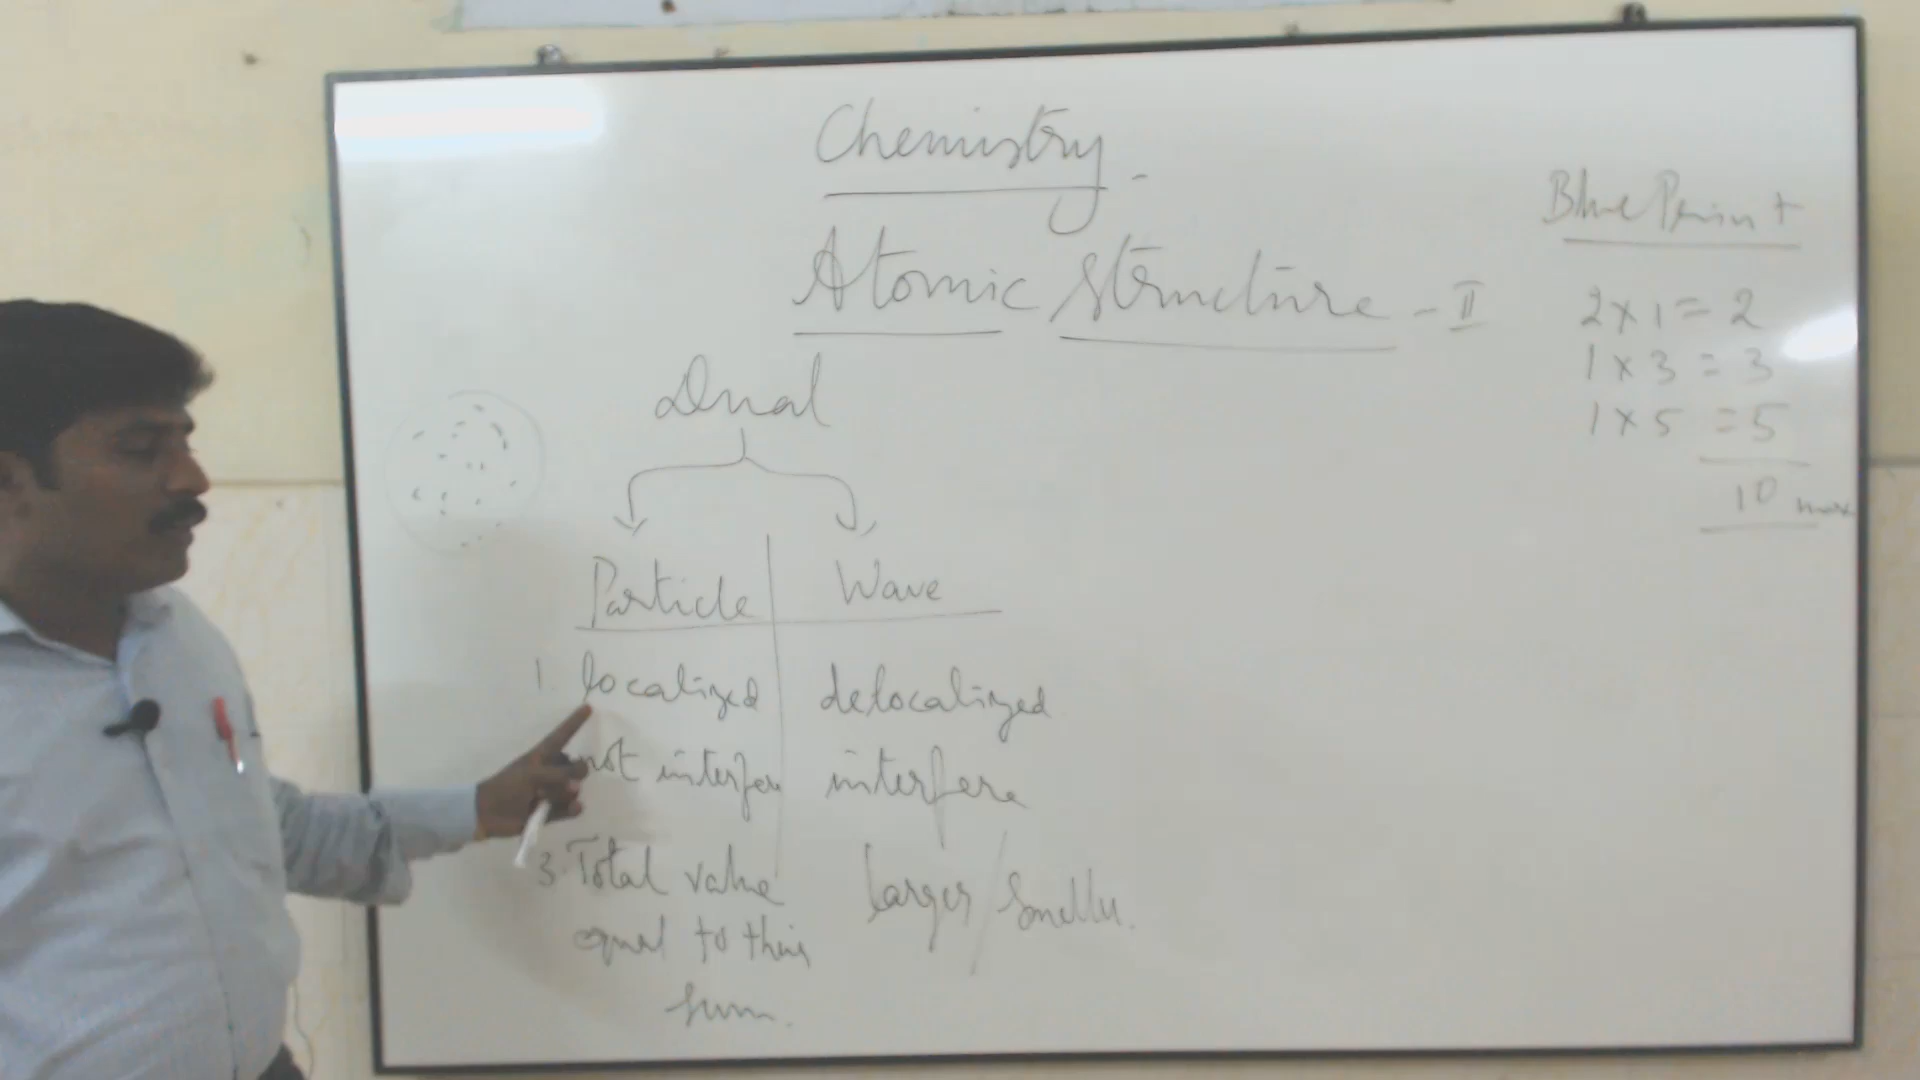 Chemistry.
Atomic Structure - II
Blue Print
2 x 1 = 2
1 x 3 = 3
1 x 5 = 5
10
Dual
Particle Wave
1. localized delocalized
not interfere interfere
3. Total value larger / smaller.
equal to their
sum.